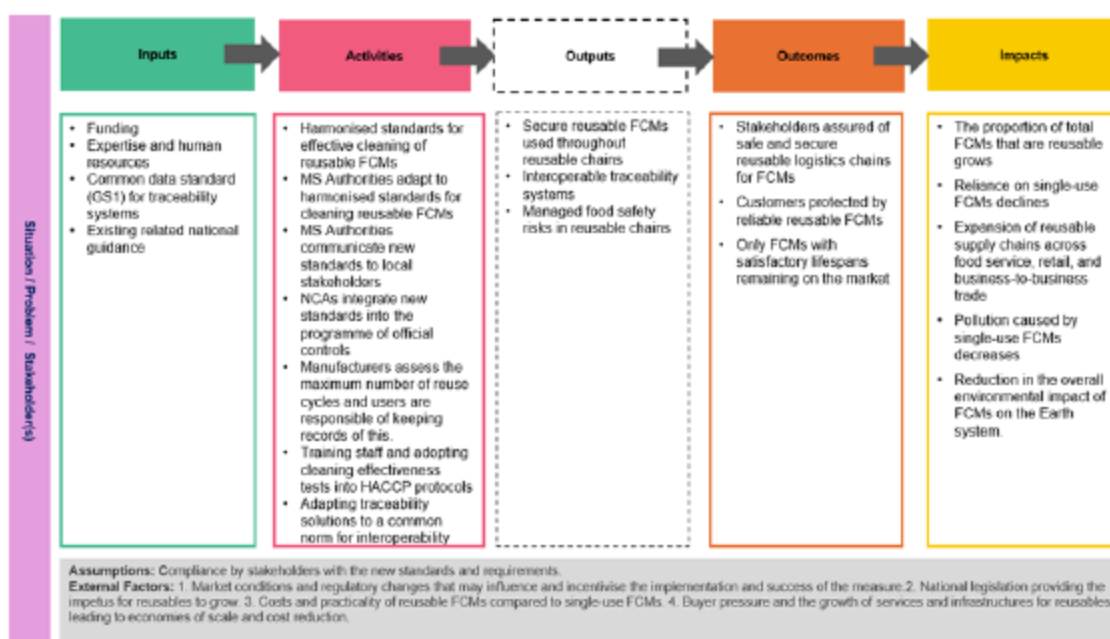 Situation / Problem / Stakeholder(s)
Inputs
Activities
Outputs
Outcomes
Impacts
• Funding
• Expertise and human
resources
• Common data standard
(GS1) for traceability
systems
• Existing related national
guidance
• Harmonised standards for
effective cleaning of
reusable FCMs
• MS Authorities adapt to
harmonised standards for
cleaning reusable FCMs
• MS Authorities
communicate new
standards to local
stakeholders
• NCAs integrate new
standards into the
programme of official
controls
• Manufacturers assess the
maximum number of reuse
cycles and users are
responsible of keeping
records of this.
• Training staff and adopting
cleaning effectiveness
tests into HACCP protocols
• Adapting traceability
solutions to a common
norm for interoperability
• Secure reusable FCMs
used throughout
reusable chains
• Interoperable traceability
systems
• Managed food safety
risks in reusable chains
• Stakeholders assured of
safe and secure
reusable logistics chains
for FCMs
• Customers protected by
reliable reusable FCMs
• Only FCMs with
satisfactory lifespans
remaining on the market
• The proportion of total
FCMs that are reusable
grows
• Reliance on single-use
FCMs declines
• Expansion of reusable
supply chains across
food service, retail, and
business-to-business
trade
• Pollution caused by
single-use FCMs
decreases
• Reduction in the overall
environmental impact of
FCMs on the Earth
system.
Assumptions: Compliance by stakeholders with the new standards and requirements.
External Factors: 1. Market conditions and regulatory changes that may influence and incentivise the implementation and success of the measure.2. National legislation providing the
impetus for reusables to grow. 3. Costs and practicality of reusable FCMs compared to single-use FCMs. 4. Buyer pressure and the growth of services and infrastructures for reusables
leading to economies of scale and cost reduction.